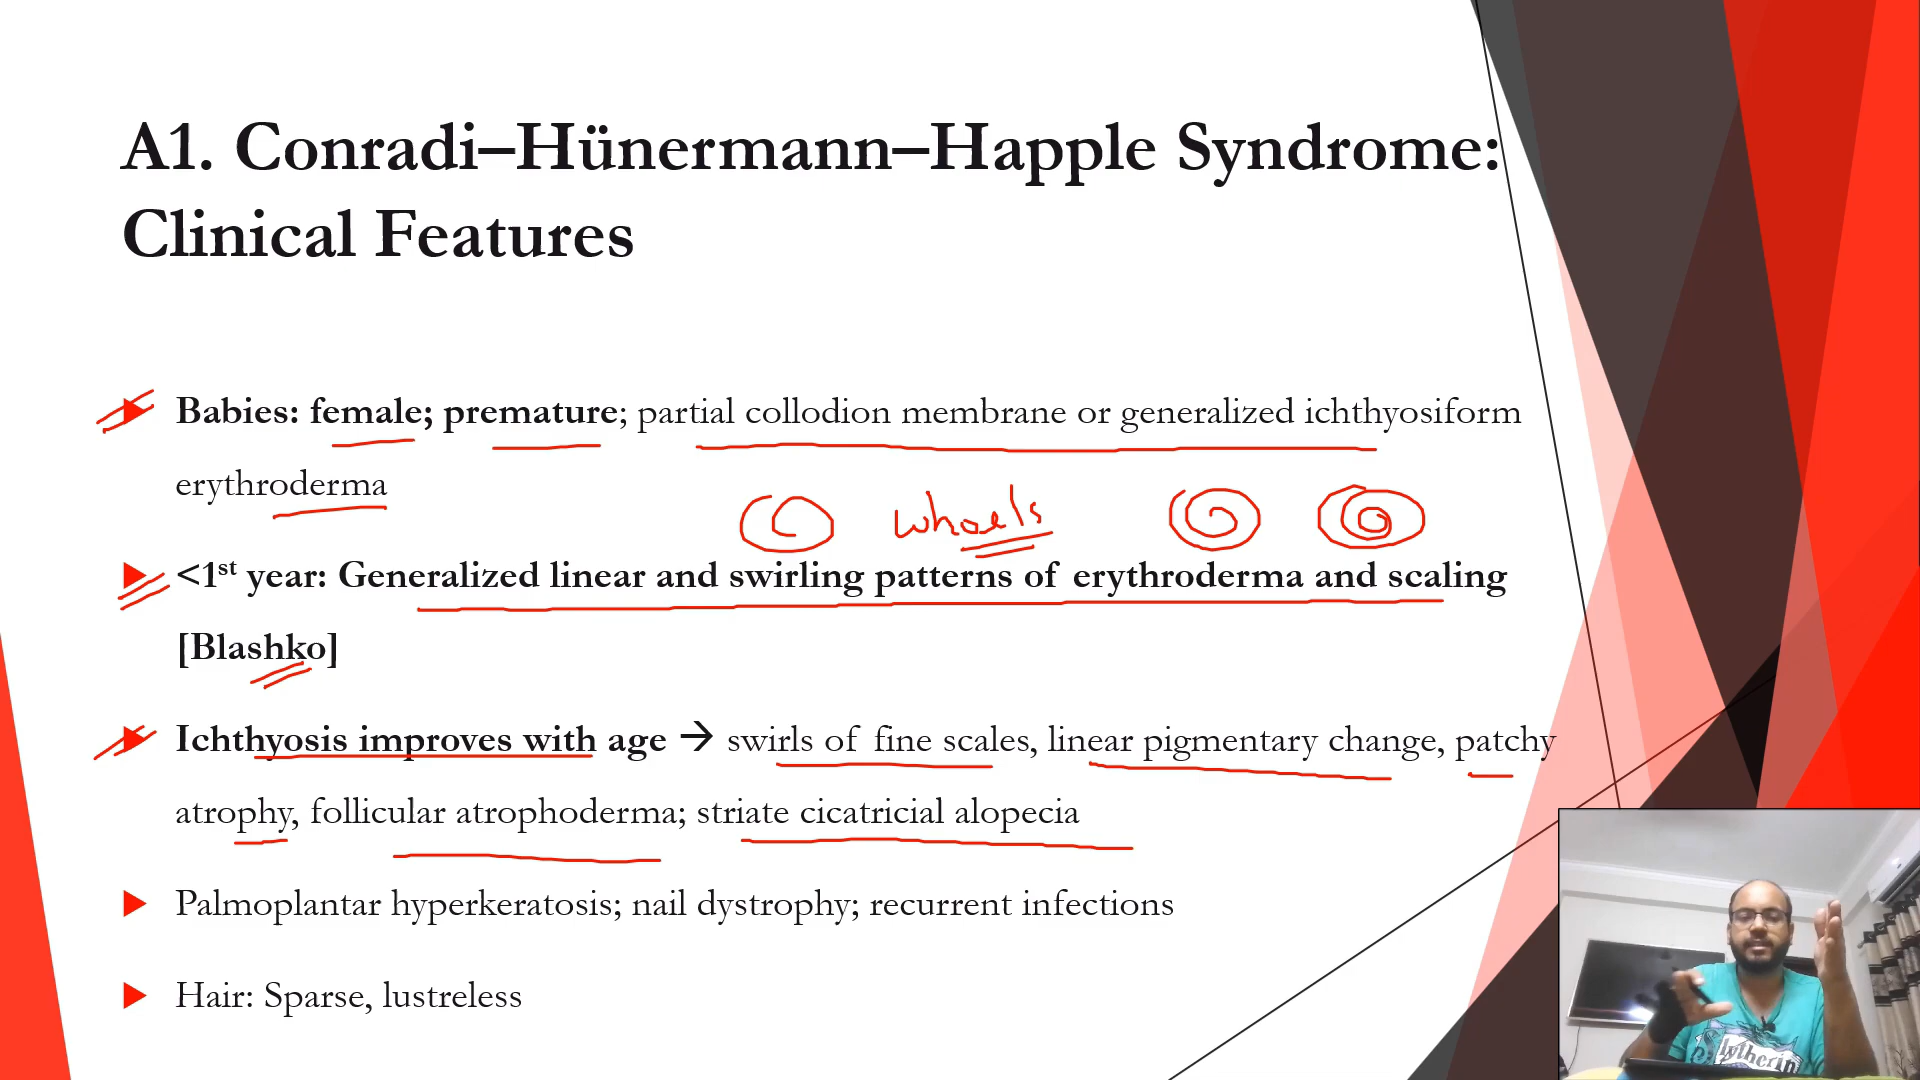 A1. Conradi–Hünermann–Happle Syndrome:
Clinical Features
Babies: female; premature; partial collodion membrane or generalized ichthyosiform
erythroderma
whorls
<1st year: Generalized linear and swirling patterns of erythroderma and scaling
[Blashko]
Ichthyosis improves with age → swirls of fine scales, linear pigmentary change, patchy
atrophy, follicular atrophoderma; striate cicatricial alopecia
Palmoplantar hyperkeratosis; nail dystrophy; recurrent infections
Hair: Sparse, lustreless